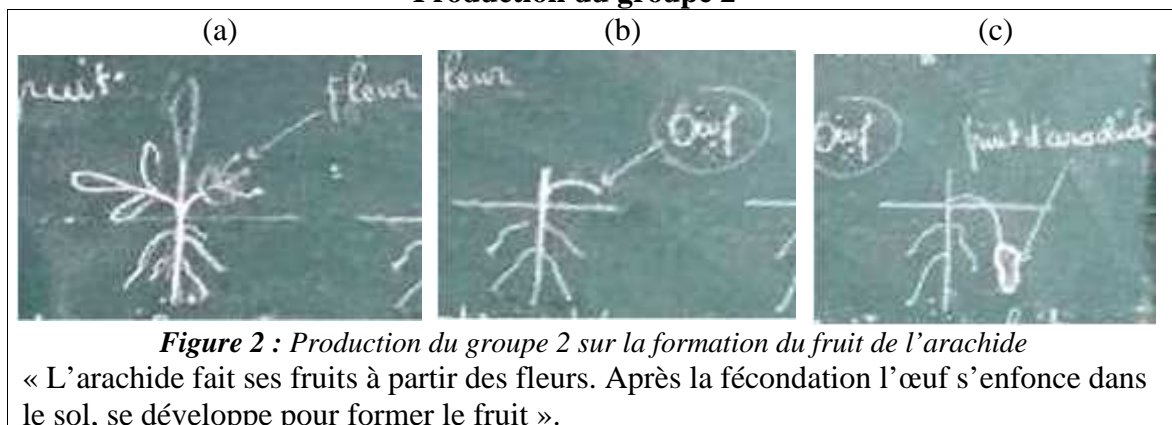 Production du groupe 2
(a) (b) (c)
fleur
Œuf
Œuf
fruit d'arachide
Figure 2 : Production du groupe 2 sur la formation du fruit de l'arachide
« L'arachide fait ses fruits à partir des fleurs. Après la fécondation l'œuf s'enfonce dans
le sol, se développe pour former le fruit ».